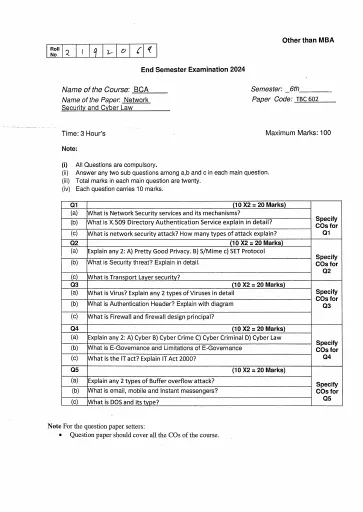 Other than MBA
Roll No 2 1 9 2 0 6 9
End Semester Examination 2024
Name of the Course: BCA Semester: _6th
Name of the Paper: Network Paper Code: TBC 602
Security and Cyber Law
Time: 3 Hour's Maximum Marks: 100
Note:
(i) All Questions are compulsory.
(ii) Answer any two sub questions among a,b and c in each main question.
(iii) Total marks in each main question are twenty.
(iv) Each question carries 10 marks.
Q1 (10 X2 = 20 Marks) Specify COs for Q1
(a) What is Network Security services and its mechanisms?
(b) What is X.509 Directory Authentication Service explain in detail?
(c) What is network security attack? How many types of attack explain?
Q2 (10 X2 = 20 Marks) Specify COs for Q2
(a) Explain any 2: A) Pretty Good Privacy. B) S/Mime c) SET Protocol
(b) What is Security threat? Explain in detail.
(c) What is Transport Layer security?
Q3 (10 X2 = 20 Marks) Specify COs for Q3
(a) What is Virus? Explain any 2 types of Viruses in detail
(b) What is Authentication Header? Explain with diagram
(c) What is Firewall and firewall design principal?
Q4 (10 X2 = 20 Marks) Specify COs for Q4
(a) Explain any 2: A) Cyber B) Cyber Crime C) Cyber Criminal D) Cyber Law
(b) What is E-Governance and Limitations of E-Governance
(c) What is the IT act? Explain IT Act 2000?
Q5 (10 X2 = 20 Marks) Specify COs for Q5
(a) Explain any 2 types of Buffer overflow attack?
(b) What is email, mobile and Instant messengers?
(c) What is DOS and its type?
Note For the question paper setters:
• Question paper should cover all the COs of the course.